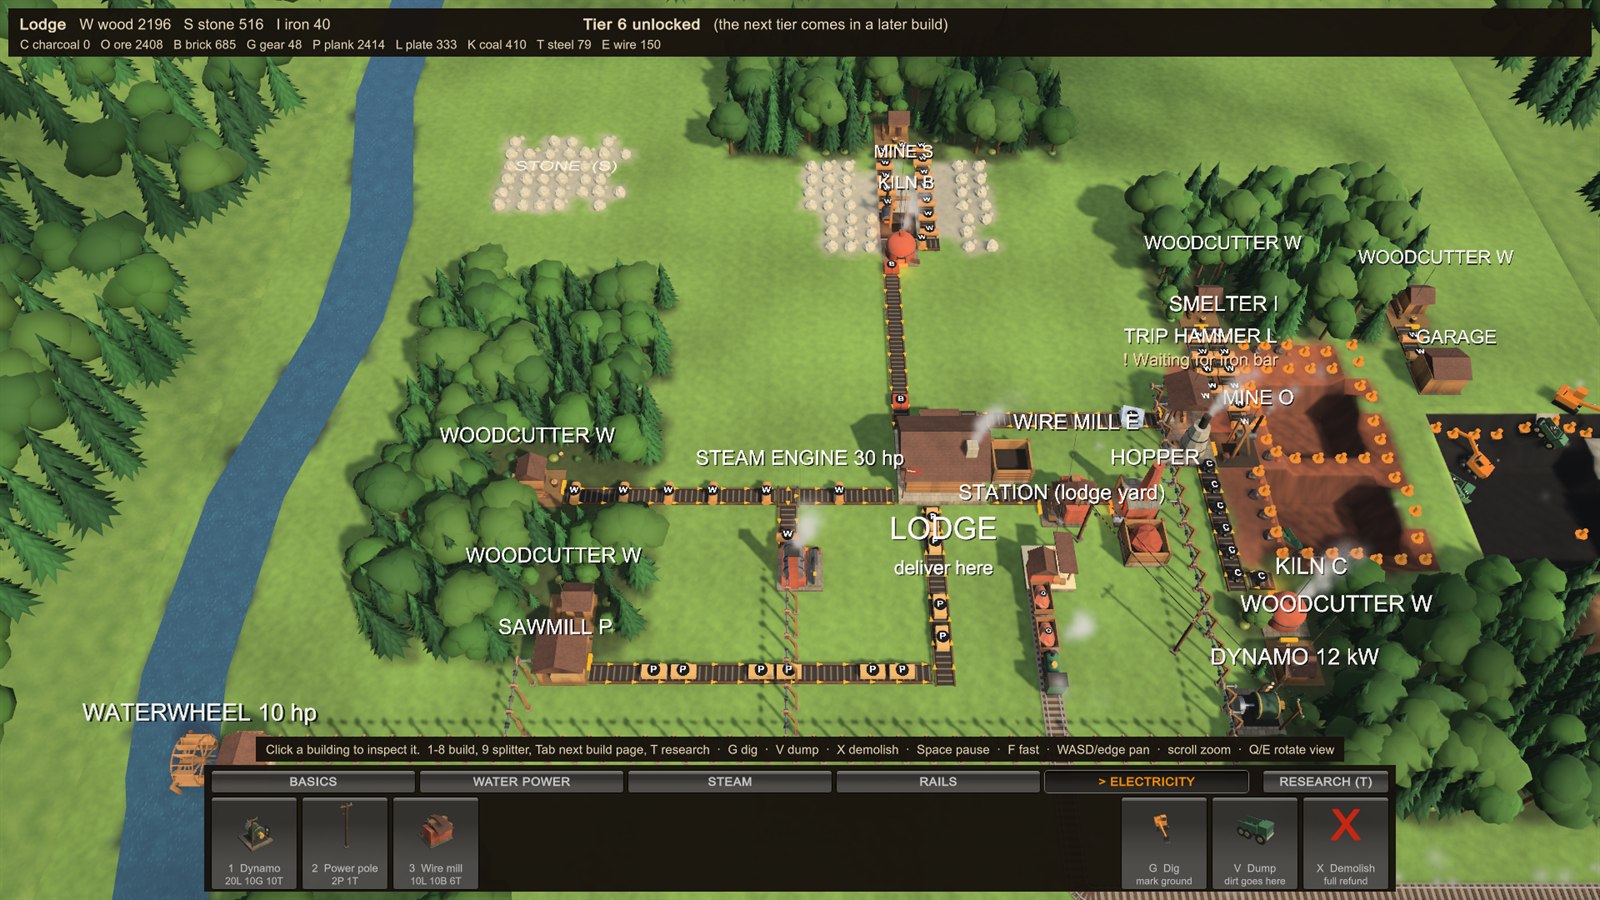 Lodge W wood 2196 S stone 516 I iron 40
Tier 6 unlocked (the next tier comes in a later build)
C charcoal 0 O ore 2408 B brick 685 G gear 48 P plank 2414 L plate 333 K coal 410 T steel 79 E wire 150
STONE (S)
MINE S
KILN B
WOODCUTTER W
WOODCUTTER W
SMELTER I
TRIP HAMMER L
! Waiting for iron bar
GARAGE
MINE O
WIRE MILL E
WOODCUTTER W
STEAM ENGINE 30 hp
HOPPER
STATION (lodge yard)
LODGE
deliver here
WOODCUTTER W
KILN C
WOODCUTTER W
SAWMILL P
DYNAMO 12 kW
WATERWHEEL 10 hp
Click a building to inspect it. 1-8 build, 9 splitter, Tab next build page, T research · G dig · V dump · X demolish · Space pause · F fast · WASD/edge pan · scroll zoom · Q/E rotate view
BASICS
WATER POWER
STEAM
RAILS
> ELECTRICITY
RESEARCH (T)
1 Dynamo
20L 10G 10T
2 Power pole
2P 1T
3 Wire mill
10L 10B 6T
G Dig
mark ground
V Dump
dirt goes here
X
X Demolish
full refund